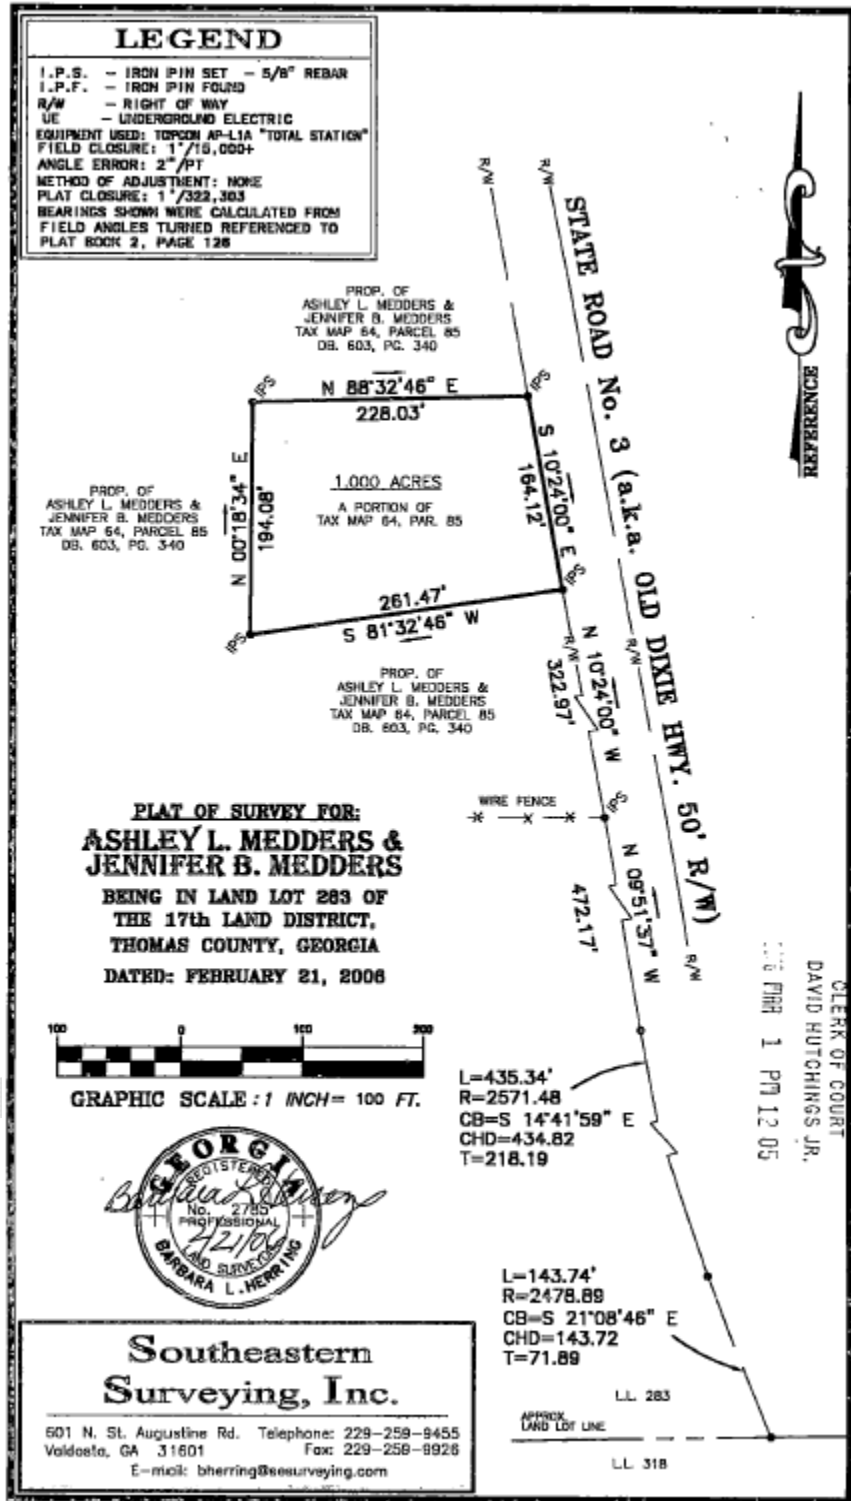 LEGEND
I.P.S. - IRON PIN SET - 5/8" REBAR
I.P.F. - IRON PIN FOUND
R/W - RIGHT OF WAY
UE - UNDERGROUND ELECTRIC
EQUIPMENT USED: TOPCON AP-L1A "TOTAL STATION"
FIELD CLOSURE: 1'/15,000+
ANGLE ERROR: 2"/PT
METHOD OF ADJUSTMENT: NONE
PLAT CLOSURE: 1'/322,303
BEARINGS SHOWN WERE CALCULATED FROM
FIELD ANGLES TURNED REFERENCED TO
PLAT BOOK 2, PAGE 126
R/W
R/W
STATE ROAD No. 3 (a.k.a. OLD DIXIE HWY. 50' R/W)
REFERENCE
PROP. OF
ASHLEY L. MEDDERS &
JENNIFER B. MEDDERS
TAX MAP 64, PARCEL 85
DB. 603, PG. 340
IPS
N 88°32'46" E
228.03'
IPS
PROP. OF
ASHLEY L. MEDDERS &
JENNIFER B. MEDDERS
TAX MAP 64, PARCEL 85
DB. 603, PG. 340
N 00°18'34" E
194.08'
1.000 ACRES
A PORTION OF
TAX MAP 64, PAR. 85
S 10°24'00" E
164.12'
IPS
261.47'
S 81°32'46" W
IPS
PROP. OF
ASHLEY L. MEDDERS &
JENNIFER B. MEDDERS
TAX MAP 64, PARCEL 85
DB. 603, PG. 340
R/W
R/W
N 10°24'00" W
322.97'
WIRE FENCE
IPS
N 09°51'37" W
472.17'
R/W
PLAT OF SURVEY FOR:
ASHLEY L. MEDDERS &
JENNIFER B. MEDDERS
BEING IN LAND LOT 283 OF
THE 17th LAND DISTRICT,
THOMAS COUNTY, GEORGIA
DATED: FEBRUARY 21, 2006
100 0 100 200
GRAPHIC SCALE : 1 INCH = 100 FT.
CLERK OF COURT
DAVID HUTCHINGS JR.
MAR 1 PM 12 05
L=435.34'
R=2571.48
CB=S 14°41'59" E
CHD=434.82
T=218.19
GEORGIA
REGISTERED
No. 2785
PROFESSIONAL
2/21/06
LAND SURVEYOR
BARBARA L. HERRING
L=143.74'
R=2478.89
CB=S 21°08'46" E
CHD=143.72
T=71.89
Southeastern
Surveying, Inc.
601 N. St. Augustine Rd. Telephone: 229-259-9455
Valdosta, GA 31601 Fax: 229-259-9926
E-mail: bherring@sesurveying.com
L.L. 283
APPROX.
LAND LOT LINE
L.L. 318